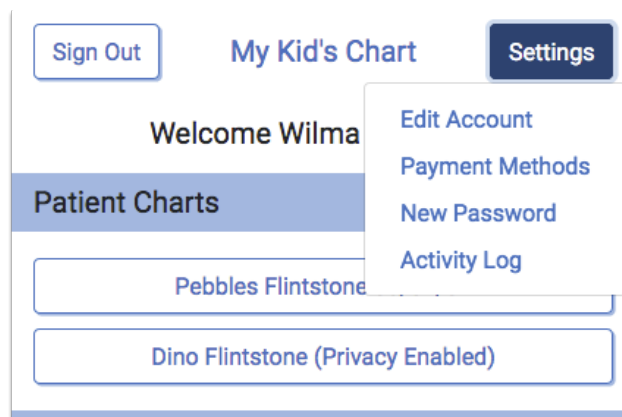 Sign Out
My Kid's Chart
Settings
Welcome Wilma
Edit Account
Payment Methods
New Password
Activity Log
Patient Charts
Pebbles Flintstone
Dino Flintstone (Privacy Enabled)